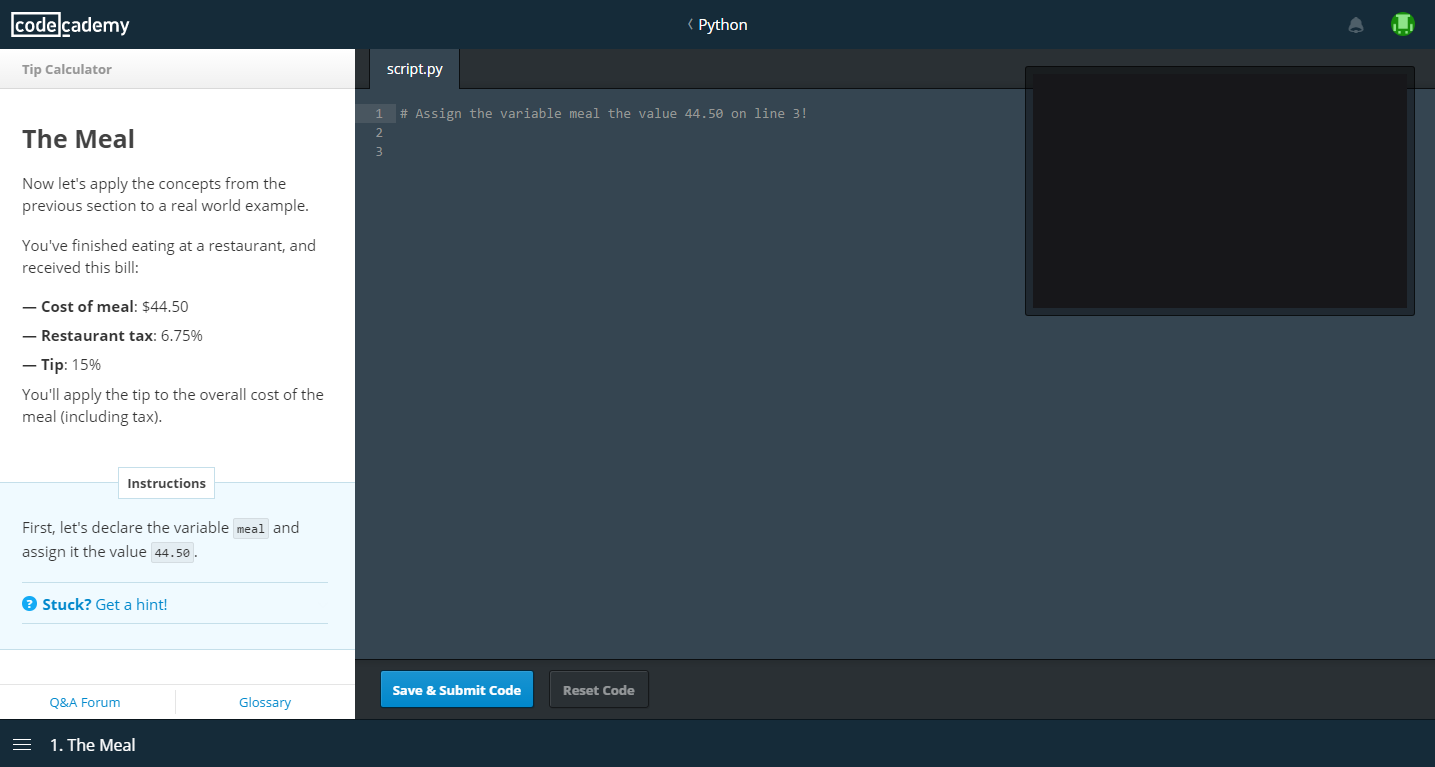 codecademy
Python
Tip Calculator
script.py
The Meal
Now let's apply the concepts from the
previous section to a real world example.
You've finished eating at a restaurant, and
received this bill:
— Cost of meal: $44.50
— Restaurant tax: 6.75%
— Tip: 15%
You'll apply the tip to the overall cost of the
meal (including tax).
Instructions
First, let's declare the variable meal and
assign it the value 44.50.
? Stuck? Get a hint!
Q&A Forum
Glossary
1 # Assign the variable meal the value 44.50 on line 3!
2
3
Save & Submit Code
Reset Code
1. The Meal